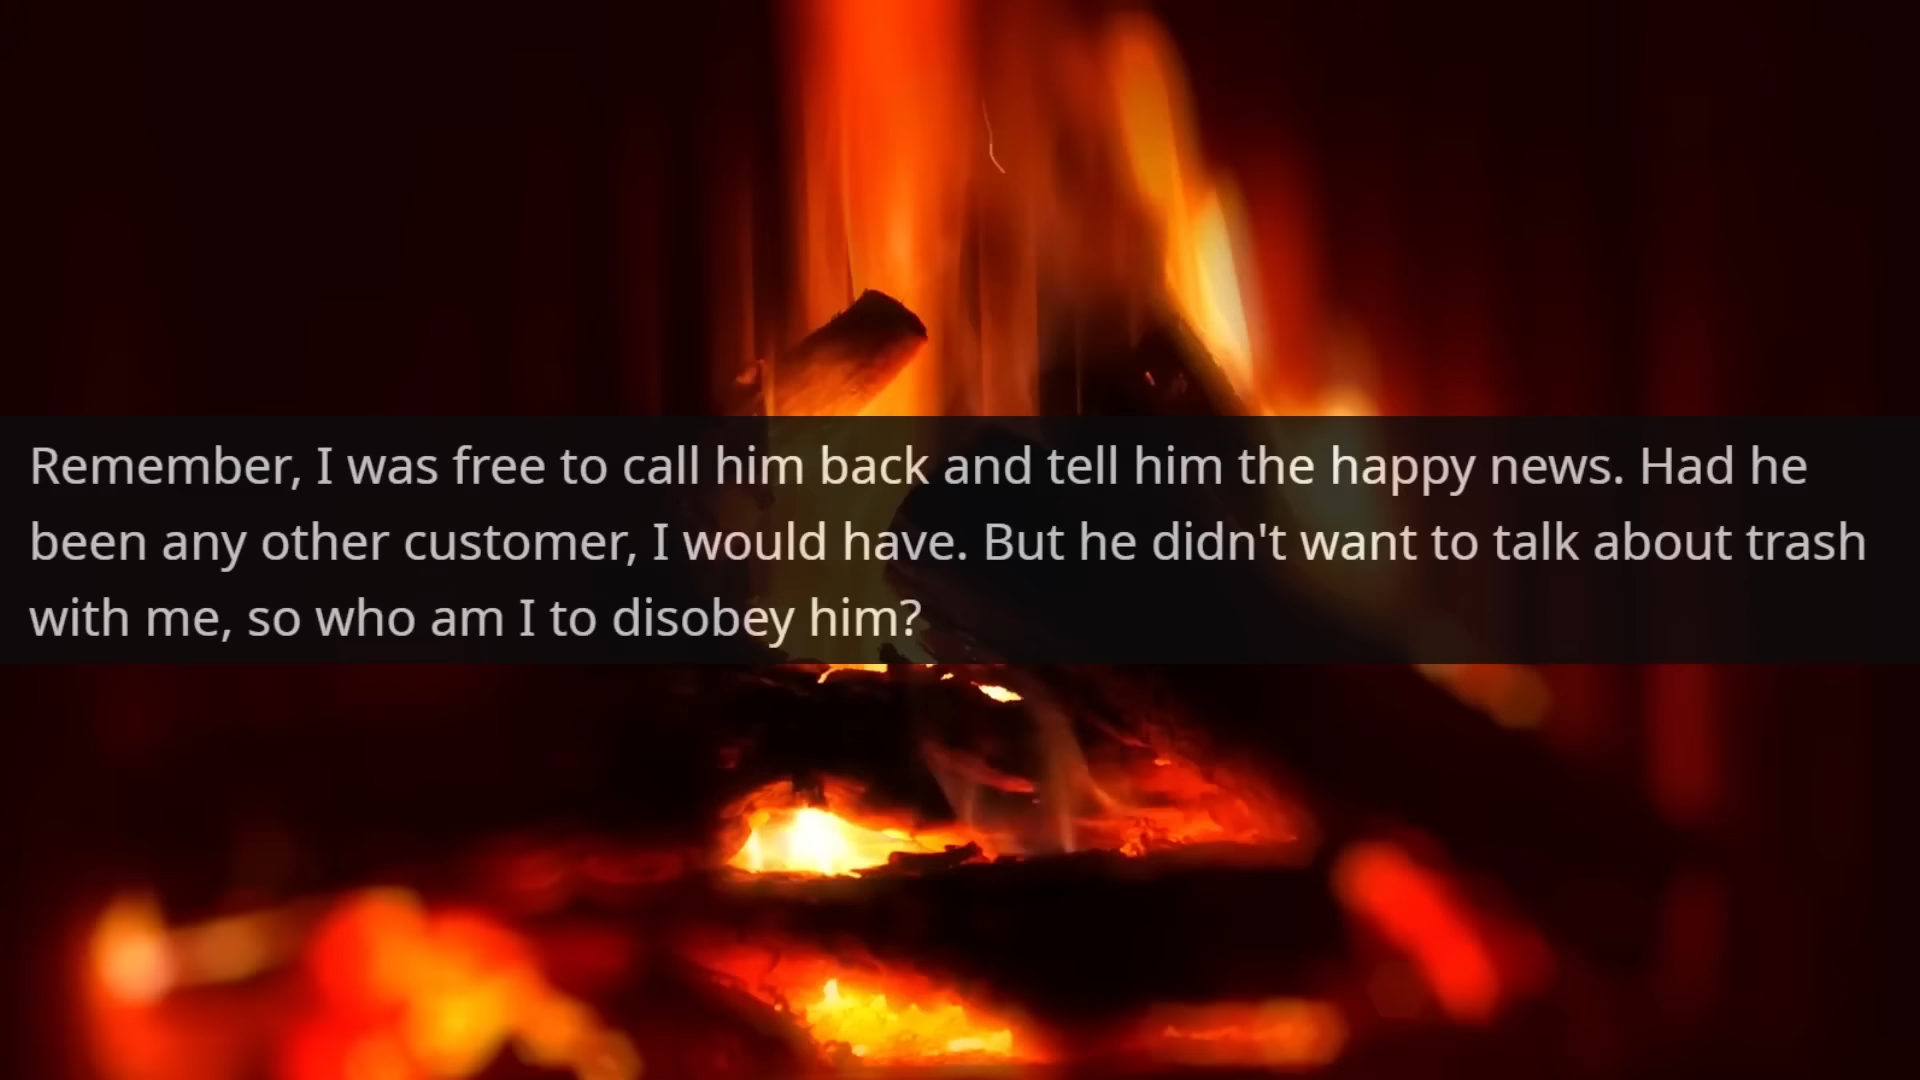 Remember, I was free to call him back and tell him the happy news. Had he
been any other customer, I would have. But he didn't want to talk about trash
with me, so who am I to disobey him?